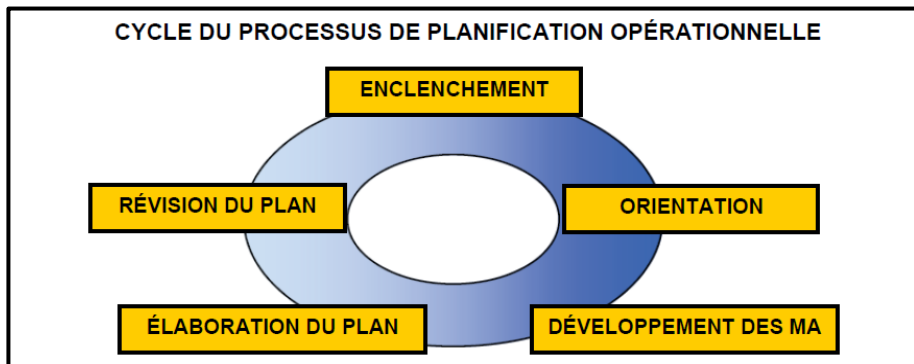 CYCLE DU PROCESSUS DE PLANIFICATION OPÉRATIONNELLE
ENCLENCHEMENT
RÉVISION DU PLAN
ORIENTATION
ÉLABORATION DU PLAN
DÉVELOPPEMENT DES MA